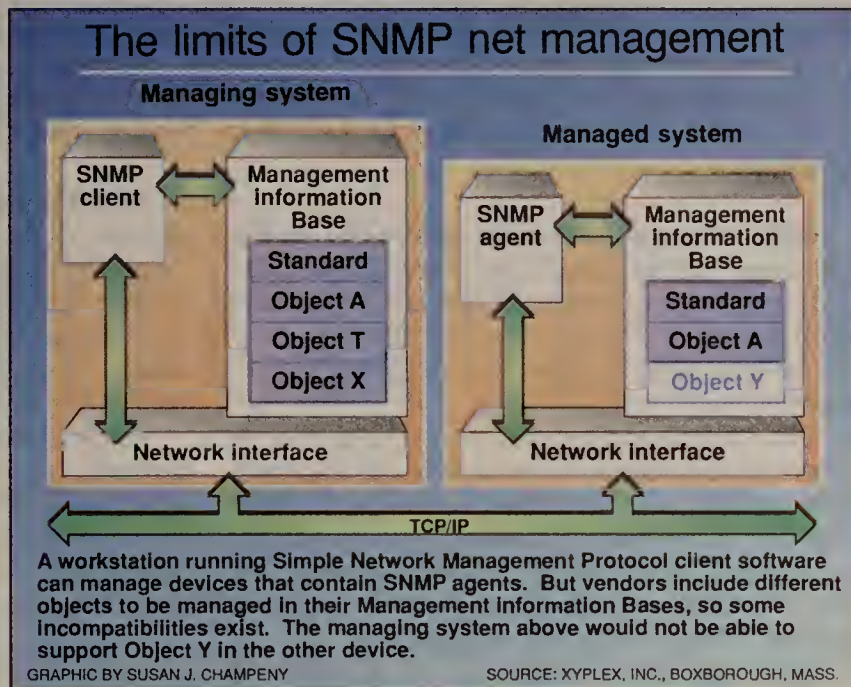 The limits of SNMP net management
Managing system
Managed system
SNMP
client
Management
Information
Base
Standard
Object A
Object T
Object X
Network interface
SNMP
agent
Management
Information
Base
Standard
Object A
Object Y
Network interface
TCP/IP
A workstation running Simple Network Management Protocol client software
can manage devices that contain SNMP agents. But vendors include different
objects to be managed in their Management Information Bases, so some
incompatibilities exist. The managing system above would not be able to
support Object Y in the other device.
GRAPHIC BY SUSAN J. CHAMPENY
SOURCE: XYPLEX, INC., BOXBOROUGH, MASS.